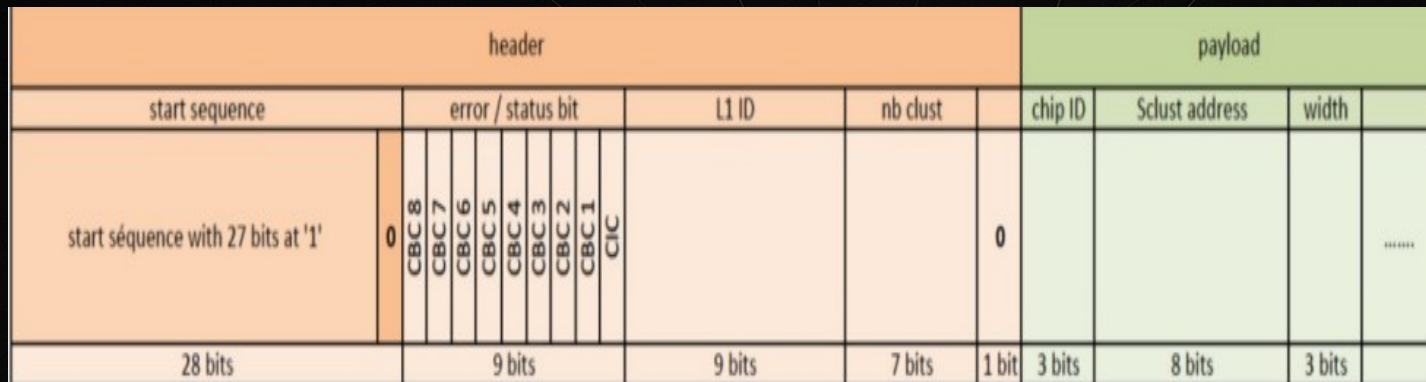 header payload
start sequence error / status bit L1 ID nb clust chip ID Sclust address width
start séquence with 27 bits at '1' 0 CBC 8 CBC 7 CBC 6 CBC 5 CBC 4 CBC 3 CBC 2 CBC 1 CIC 0 .......
28 bits 9 bits 9 bits 7 bits 1 bit 3 bits 8 bits 3 bits